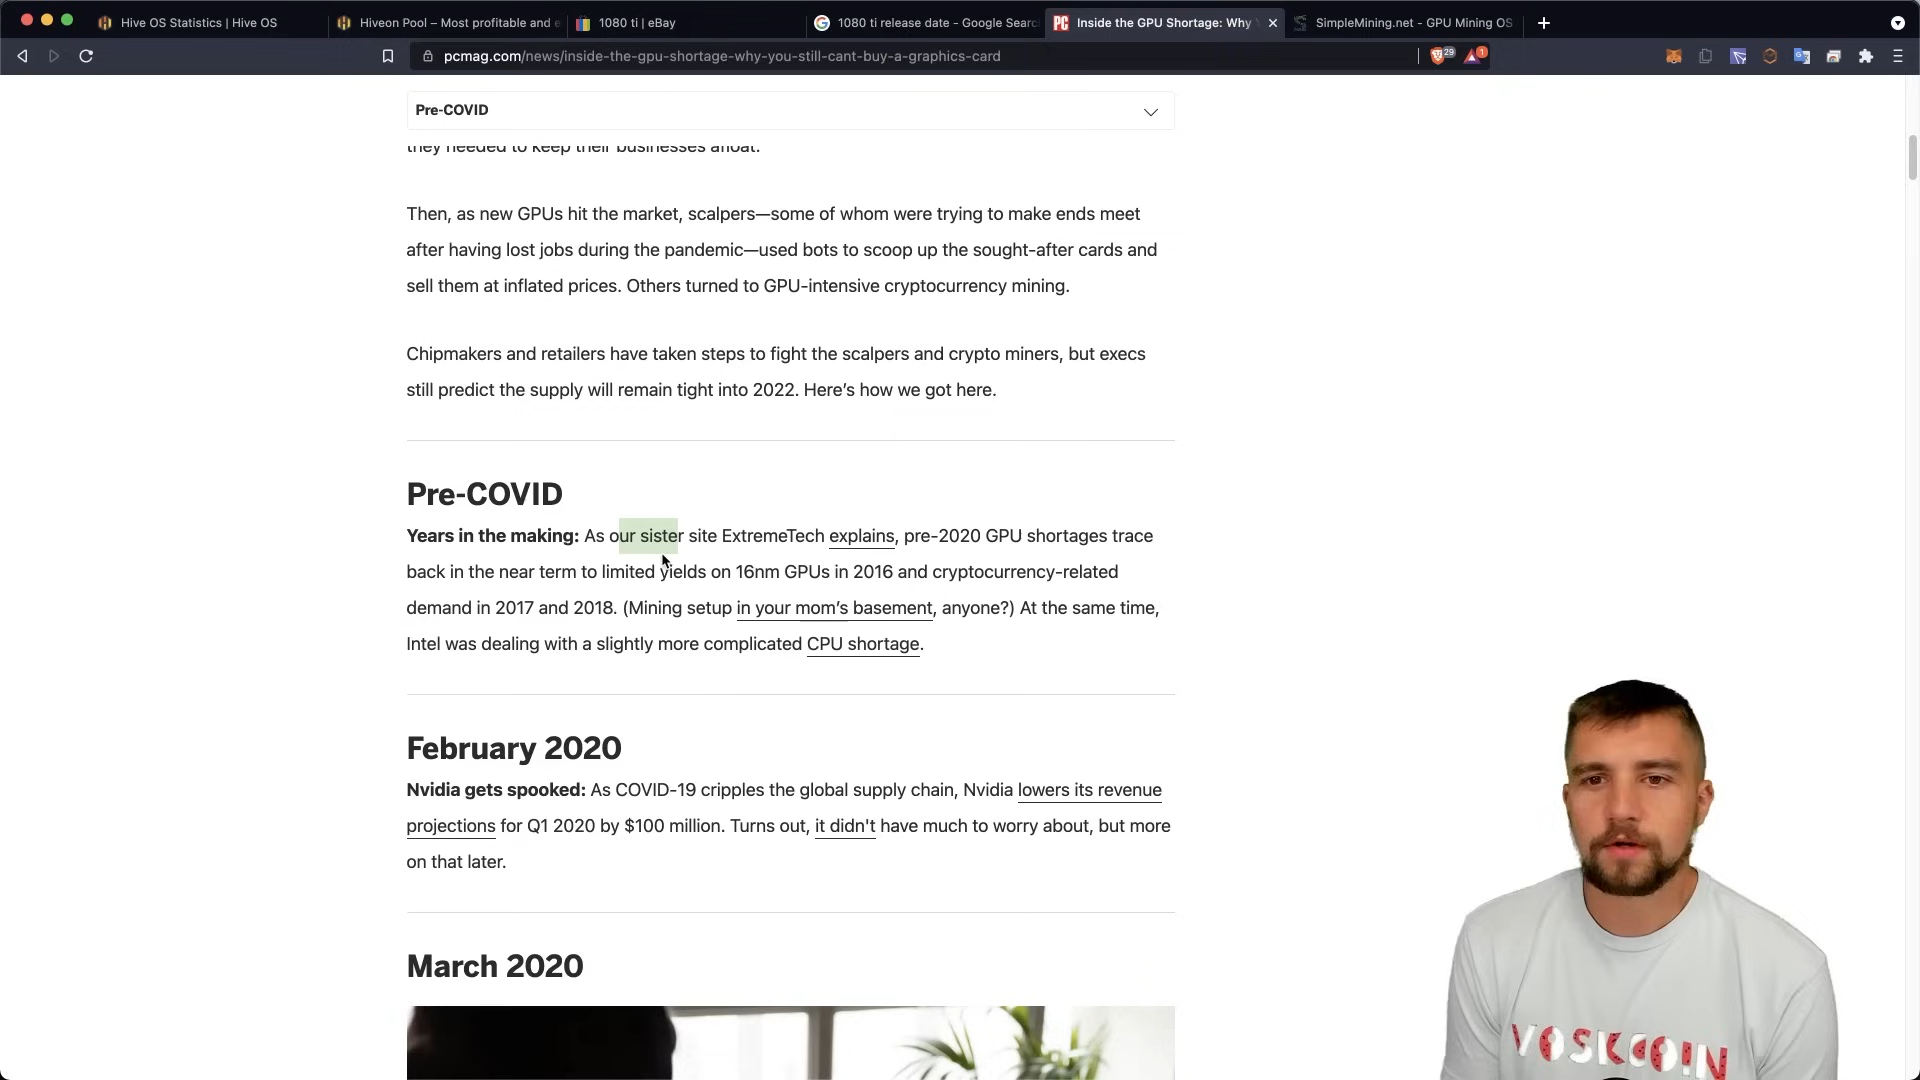 Hive OS Statistics | Hive OS
Hiveon Pool – Most profitable and e
1080 ti | eBay
1080 ti release date - Google Searc
Inside the GPU Shortage: Why
SimpleMining.net - GPU Mining OS
pcmag.com/news/inside-the-gpu-shortage-why-you-still-cant-buy-a-graphics-card
29
1
Pre-COVID
they needed to keep their businesses afloat.
Then, as new GPUs hit the market, scalpers—some of whom were trying to make ends meet
after having lost jobs during the pandemic—used bots to scoop up the sought-after cards and
sell them at inflated prices. Others turned to GPU-intensive cryptocurrency mining.
Chipmakers and retailers have taken steps to fight the scalpers and crypto miners, but execs
still predict the supply will remain tight into 2022. Here’s how we got here.
Pre-COVID
Years in the making: As our sister site ExtremeTech explains, pre-2020 GPU shortages trace
back in the near term to limited yields on 16nm GPUs in 2016 and cryptocurrency-related
demand in 2017 and 2018. (Mining setup in your mom’s basement, anyone?) At the same time,
Intel was dealing with a slightly more complicated CPU shortage.
February 2020
Nvidia gets spooked: As COVID-19 cripples the global supply chain, Nvidia lowers its revenue
projections for Q1 2020 by $100 million. Turns out, it didn't have much to worry about, but more
on that later.
March 2020
VOSKCOIN